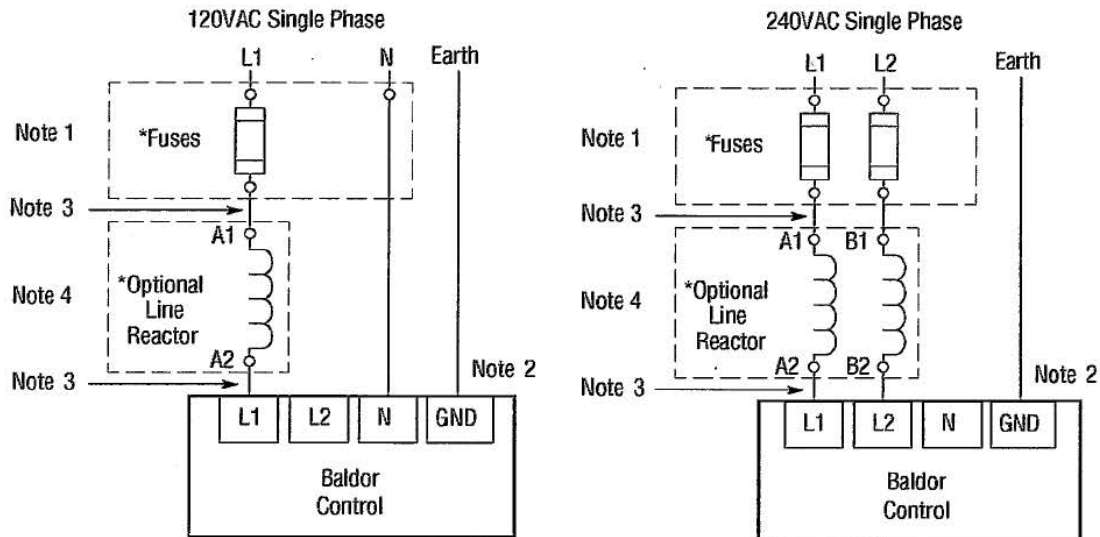 120VAC Single Phase
L1 N Earth
Note 1
*Fuses
Note 3
A1
Note 4
*Optional
Line
Reactor
A2
Note 3
Note 2
L1 L2 N GND
Baldor
Control
240VAC Single Phase
L1 L2 Earth
Note 1
*Fuses
Note 3
A1 B1
Note 4
*Optional
Line
Reactor
A2 B2
Note 3
Note 2
L1 L2 N GND
Baldor
Control